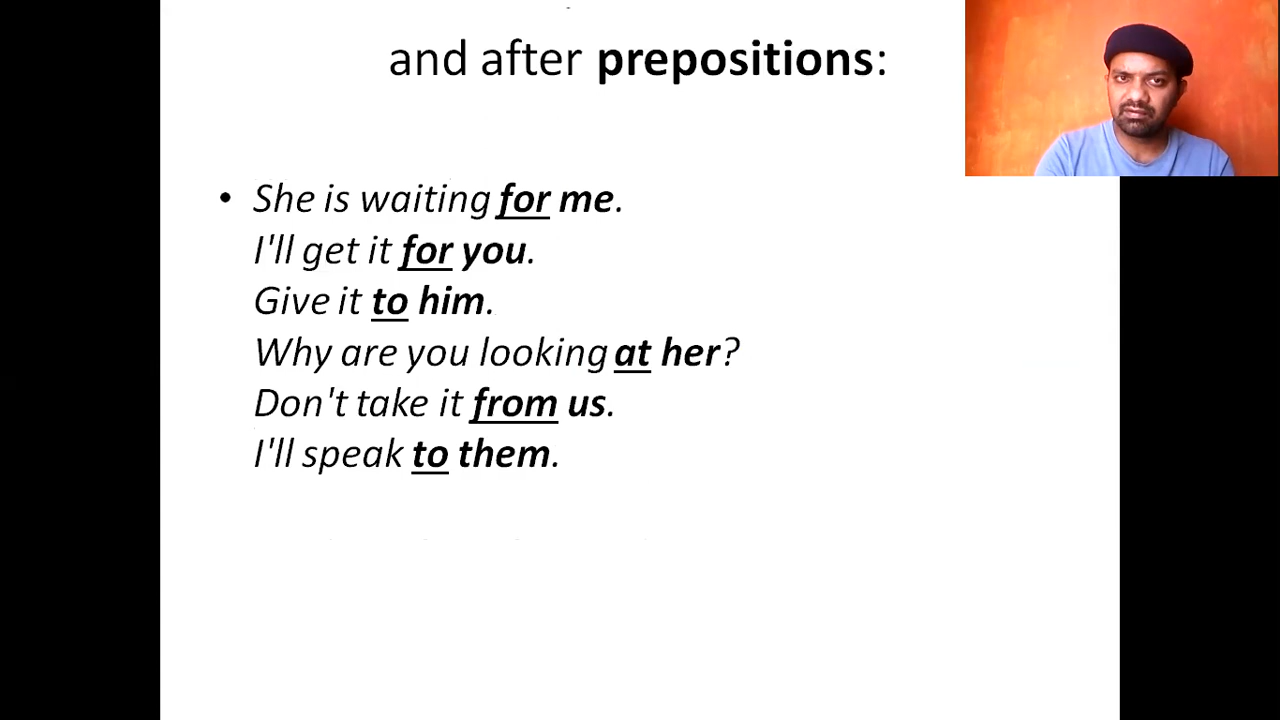 and after prepositions:
• She is waiting for me.
I'll get it for you.
Give it to him.
Why are you looking at her?
Don't take it from us.
I'll speak to them.